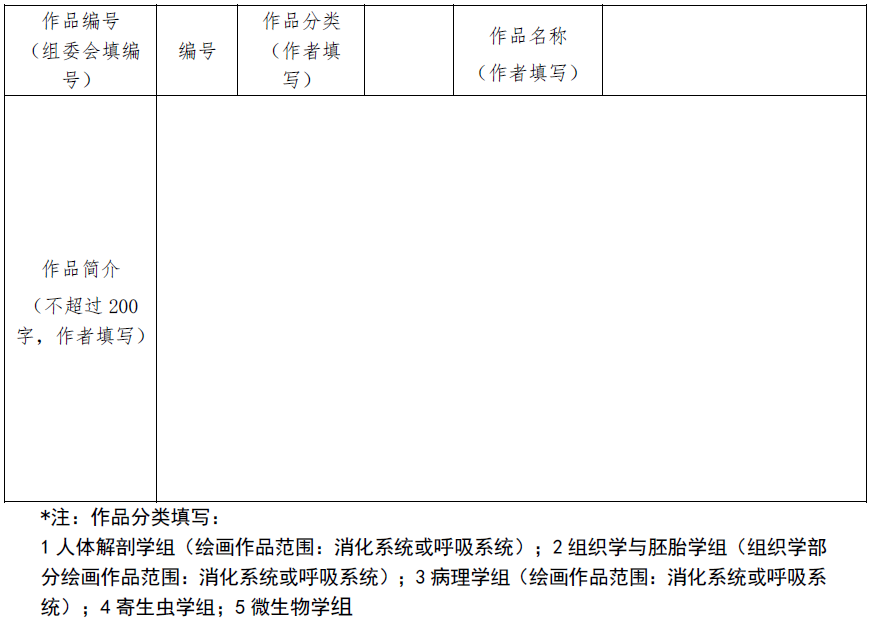 作品编号
（组委会填编
号）
编号
作品分类
（作者填
写）
作品名称
（作者填写）
作品简介
（不超过 200
字，作者填写）
*注：作品分类填写：
1 人体解剖学组（绘画作品范围：消化系统或呼吸系统）；2 组织学与胚胎学组（组织学部
分绘画作品范围：消化系统或呼吸系统）；3 病理学组（绘画作品范围：消化系统或呼吸系
统）；4 寄生虫学组；5 微生物学组